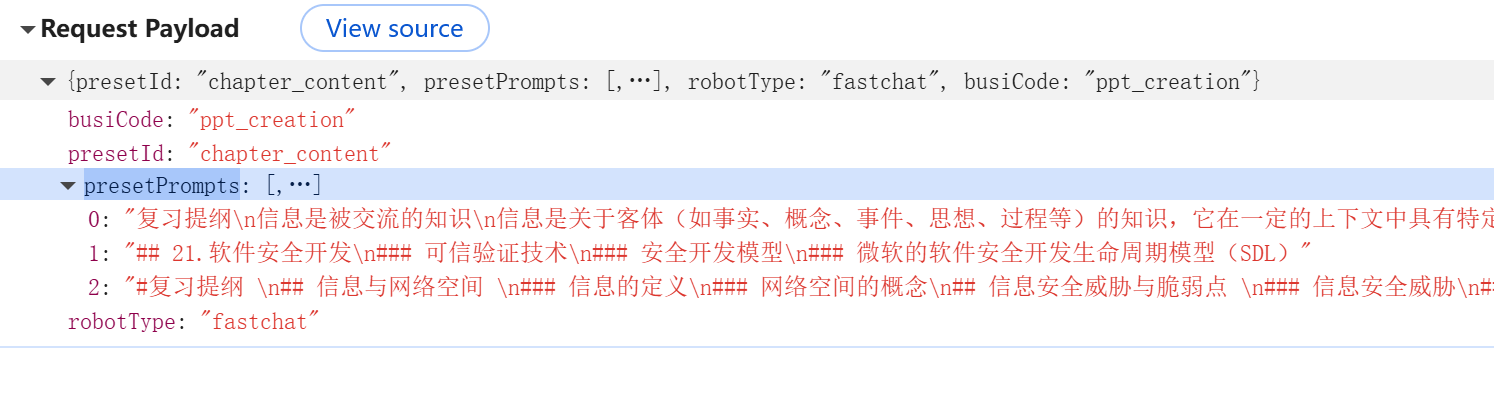 Request Payload View source
{presetId: "chapter_content", presetPrompts: [,…], robotType: "fastchat", busiCode: "ppt_creation"}
busiCode: "ppt_creation"
presetId: "chapter_content"
presetPrompts: [,…]
0: "复习提纲\n信息是被交流的知识\n信息是关于客体（如事实、概念、事件、思想、过程等）的知识，它在一定的上下文中具有特定
1: "## 21.软件安全开发\n### 可信验证技术\n### 安全开发模型\n### 微软的软件安全开发生命周期模型（SDL）"
2: "#复习提纲 \n## 信息与网络空间 \n### 信息的定义\n### 网络空间的概念\n## 信息安全威胁与脆弱点 \n### 信息安全威胁\n##
robotType: "fastchat"